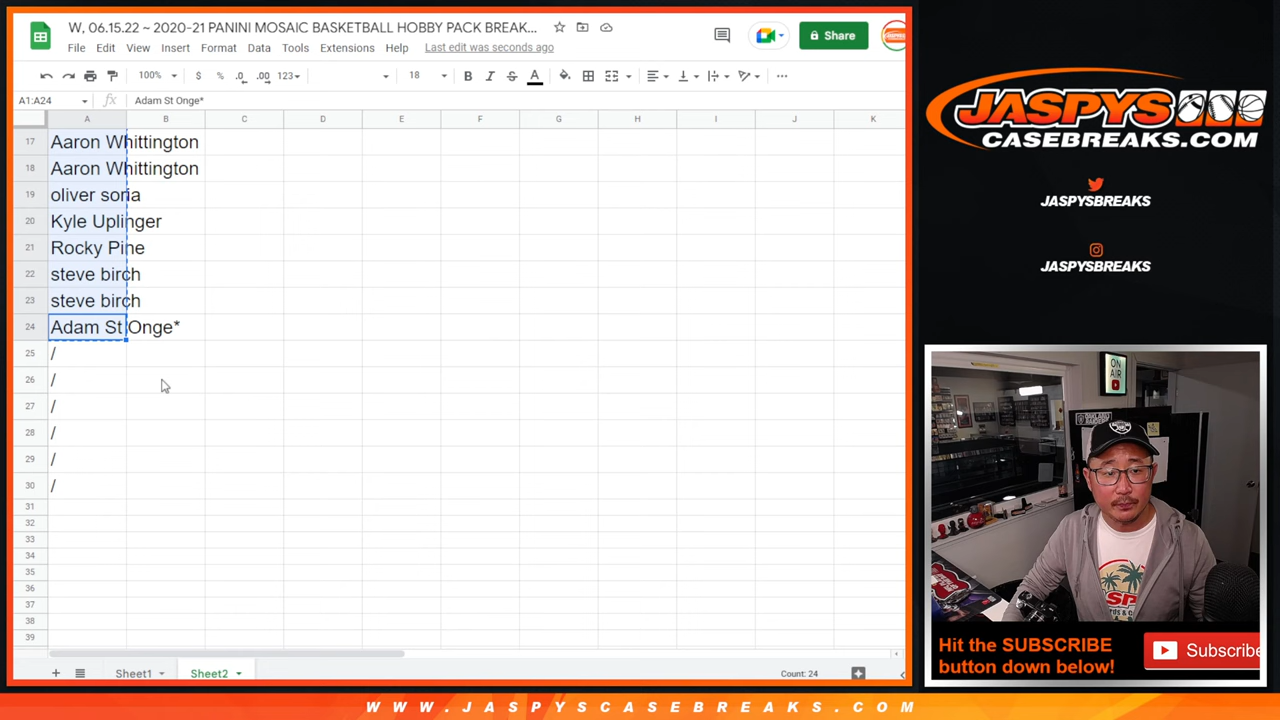 W, 06.15.22 ~ 2020-21 PANINI MOSAIC BASKETBALL HOBBY PACK BREAK...
File Edit View Insert Format Data Tools Extensions Help Last edit was seconds ago
Share
100% $ % .0 .00 123 18 B I S A
A1:A24 fx Adam St Onge*
A B C D E F G H I J K
17 Aaron Whittington
18 Aaron Whittington
19 oliver soria
20 Kyle Uplinger
21 Rocky Pine
22 steve birch
23 steve birch
24 Adam St Onge*
25 /
26 /
27 /
28 /
29 /
30 /
31
32
33
34
35
36
37
38
39
+ Sheet1 Sheet2 Count: 24
JASPYS
CASEBREAKS.COM
JASPYSBREAKS
JASPYSBREAKS
ON
AIR
JASPYS
Hit the SUBSCRIBE
button down below!
Subscribe
WWW.JASPYSCASEBREAKS.COM